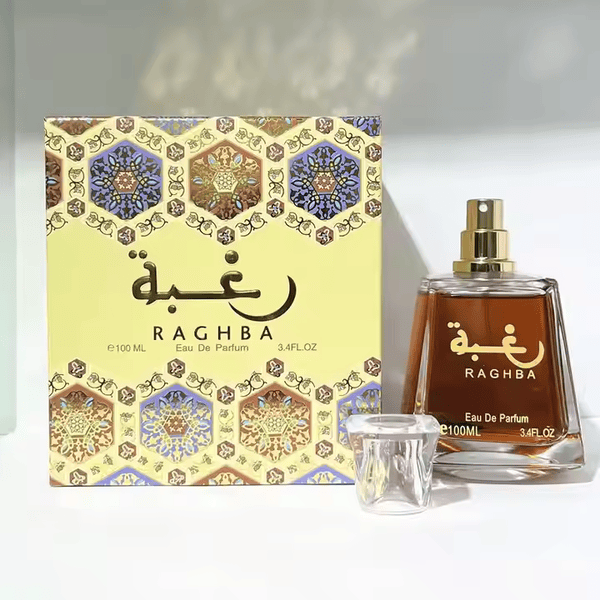 رغبة
RAGHBA
℮100 ML Eau De Parfum 3.4FL.OZ
رغبة
RAGHBA
Eau De Parfum
℮100ML 3.4FL.OZ